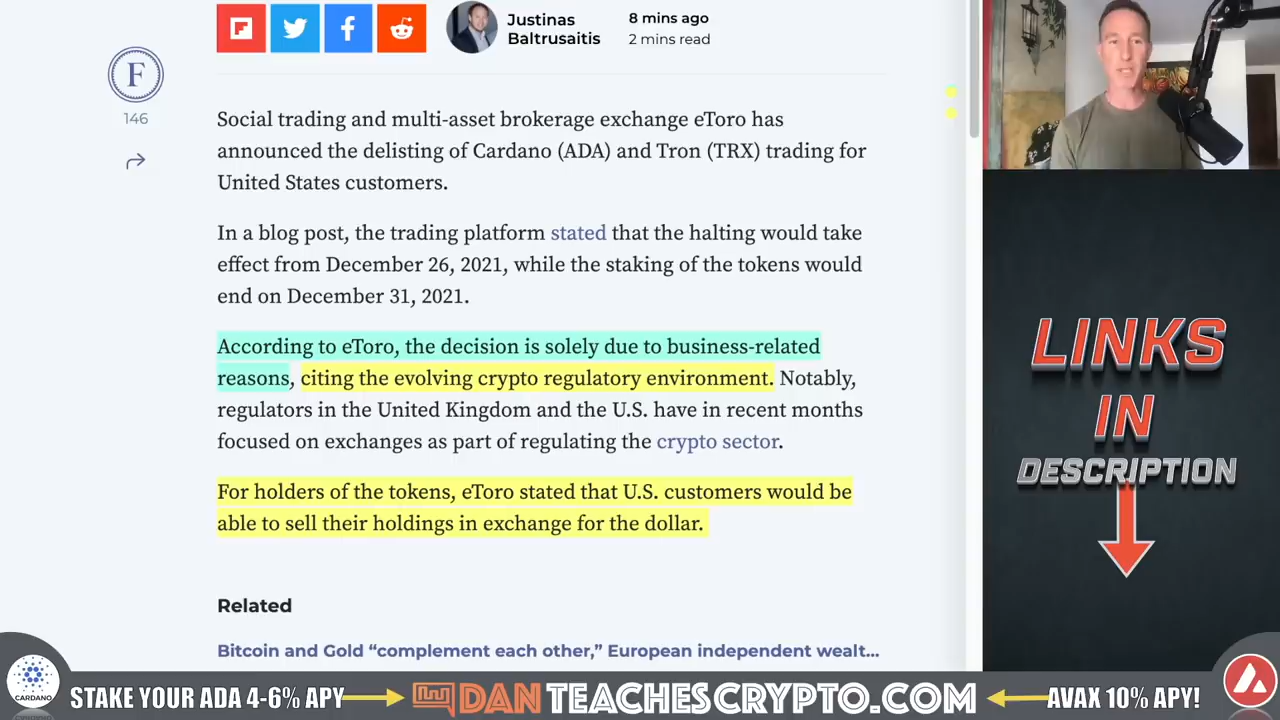 Justinas
Baltrusaitis
8 mins ago
2 mins read
F
146
Social trading and multi-asset brokerage exchange eToro has
announced the delisting of Cardano (ADA) and Tron (TRX) trading for
United States customers.
In a blog post, the trading platform stated that the halting would take
effect from December 26, 2021, while the staking of the tokens would
end on December 31, 2021.
According to eToro, the decision is solely due to business-related
reasons, citing the evolving crypto regulatory environment. Notably,
regulators in the United Kingdom and the U.S. have in recent months
focused on exchanges as part of regulating the crypto sector.
For holders of the tokens, eToro stated that U.S. customers would be
able to sell their holdings in exchange for the dollar.
Related
Bitcoin and Gold “complement each other,” European independent wealt...
LINKS
IN
DESCRIPTION
CARDANO
STAKE YOUR ADA 4-6% APY
DANTEACHESCRYPTO.COM
AVAX 10% APY!